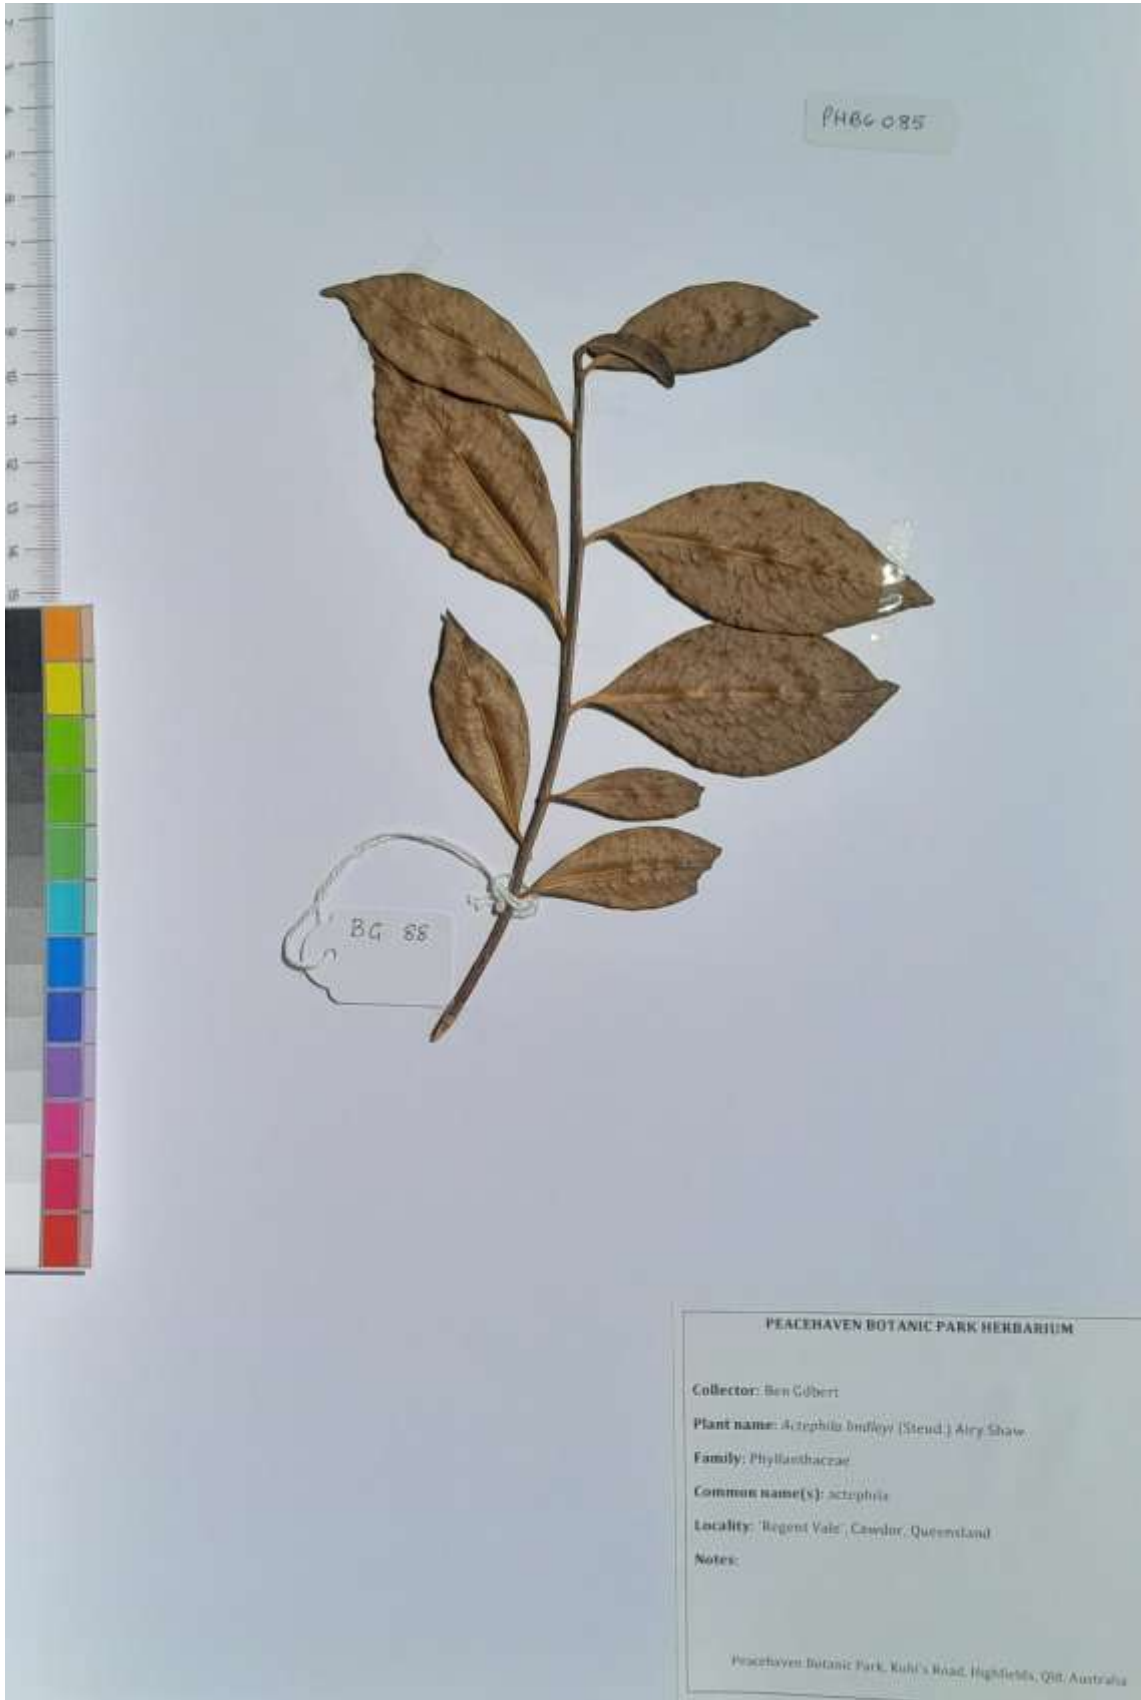 PHBG 085
BG 88
PEACEHAVEN BOTANIC PARK HERBARIUM
Collector: Ben Gilbert
Plant name: Actephila lindleyi (Steud.) Airy Shaw
Family: Phyllanthaceae
Common name(s): actephila
Locality: 'Regent Vale', Cawdor, Queensland
Notes:
Peacehaven Botanic Park, Kuhl's Road, Highfields, Qld. Australia